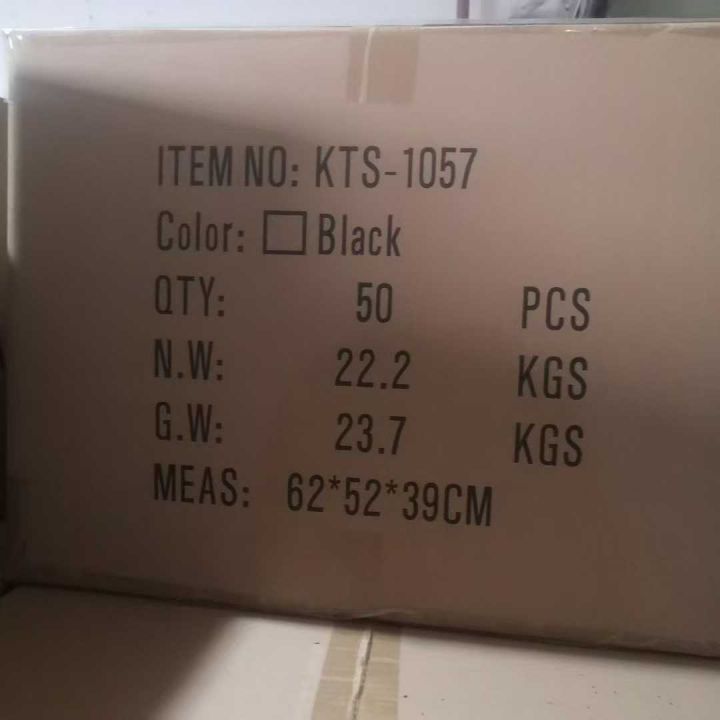 ITEM NO: KTS-1057
Color: □ Black
QTY: 50 PCS
N.W: 22.2 KGS
G.W: 23.7 KGS
MEAS: 62*52*39CM